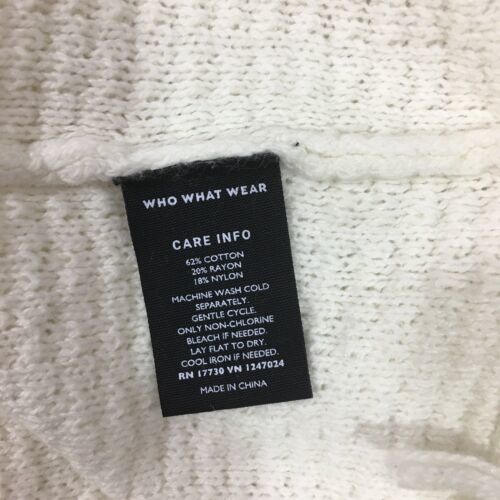 WHO WHAT WEAR
CARE INFO
62% COTTON
20% RAYON
18% NYLON
MACHINE WASH COLD
SEPARATELY.
GENTLE CYCLE.
ONLY NON-CHLORINE
BLEACH IF NEEDED.
LAY FLAT TO DRY.
COOL IRON IF NEEDED.
RN 17730 VN 1247024
MADE IN CHINA